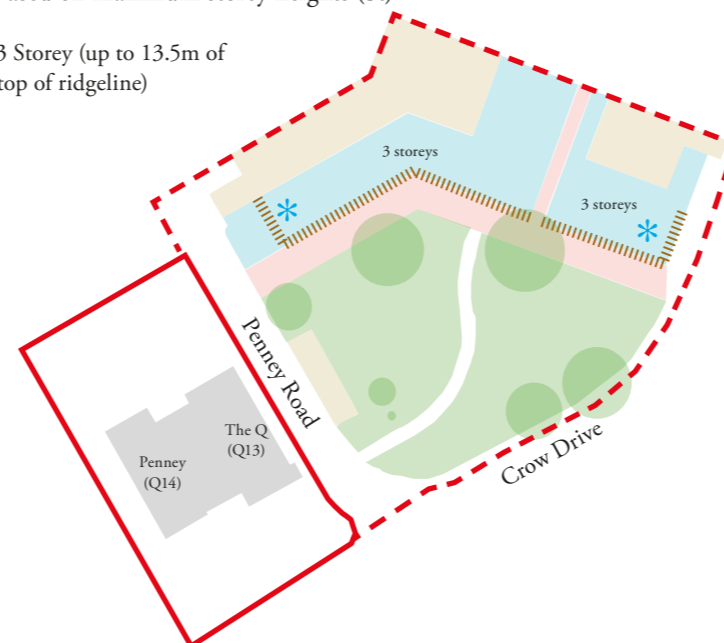 3 Storey (up to 13.5m of
top of ridgeline)
3 storeys
3 storeys
Penney Road
The Q
(Q13)
Penney
(Q14)
Crow Drive